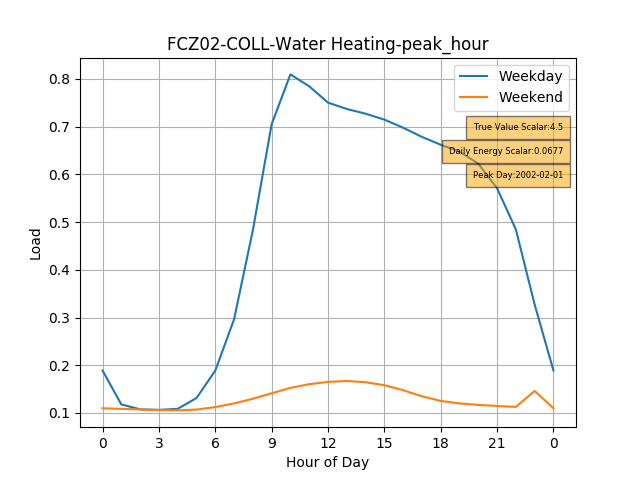 FCZ02-COLL-Water Heating-peak_hour
Weekday
Weekend
True Value Scalar:4.5
Daily Energy Scalar:0.0677
Peak Day:2002-02-01
Load
0.8
0.7
0.6
0.5
0.4
0.3
0.2
0.1
0 3 6 9 12 15 18 21 0
Hour of Day